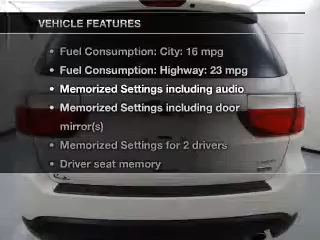 VEHICLE FEATURES
• Fuel Consumption: City: 16 mpg
• Fuel Consumption: Highway: 23 mpg
• Memorized Settings including audio
• Memorized Settings including door
mirror(s)
• Memorized Settings for 2 drivers
• Driver seat memory